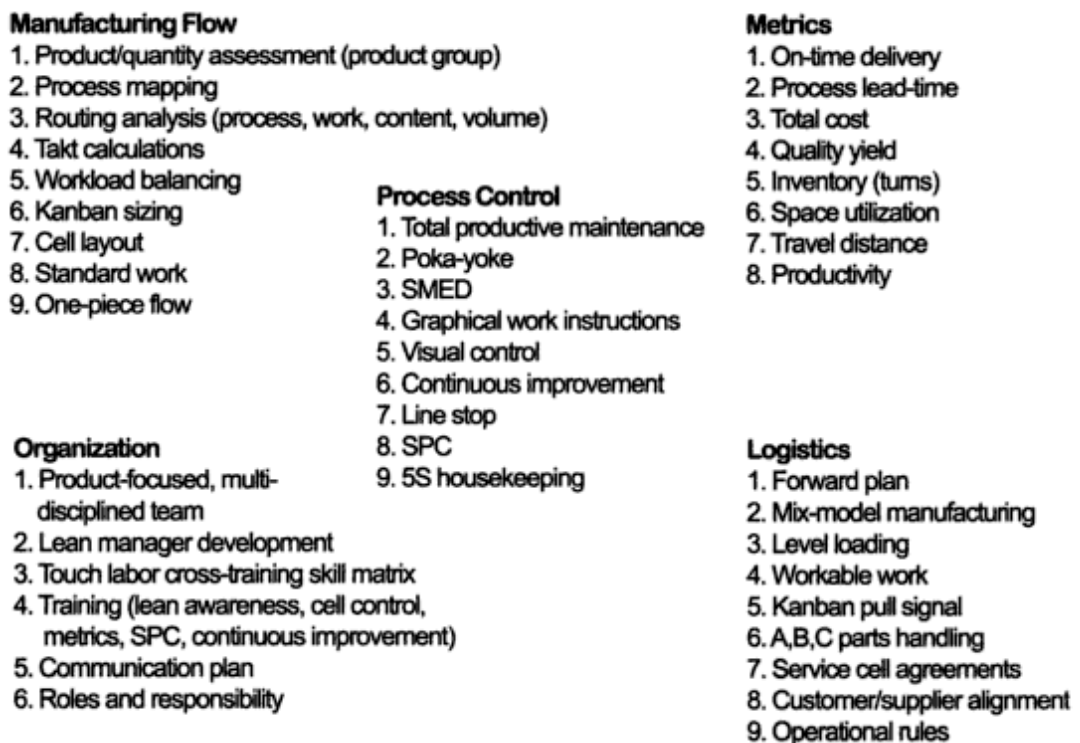 Manufacturing Flow
1. Product/quantity assessment (product group)
2. Process mapping
3. Routing analysis (process, work, content, volume)
4. Takt calculations
5. Workload balancing
6. Kanban sizing
7. Cell layout
8. Standard work
9. One-piece flow
Process Control
1. Total productive maintenance
2. Poka-yoke
3. SMED
4. Graphical work instructions
5. Visual control
6. Continuous improvement
7. Line stop
8. SPC
9. 5S housekeeping
Metrics
1. On-time delivery
2. Process lead-time
3. Total cost
4. Quality yield
5. Inventory (turns)
6. Space utilization
7. Travel distance
8. Productivity
Organization
1. Product-focused, multi-
disciplined team
2. Lean manager development
3. Touch labor cross-training skill matrix
4. Training (lean awareness, cell control,
metrics, SPC, continuous improvement)
5. Communication plan
6. Roles and responsibility
Logistics
1. Forward plan
2. Mix-model manufacturing
3. Level loading
4. Workable work
5. Kanban pull signal
6. A,B,C parts handling
7. Service cell agreements
8. Customer/supplier alignment
9. Operational rules